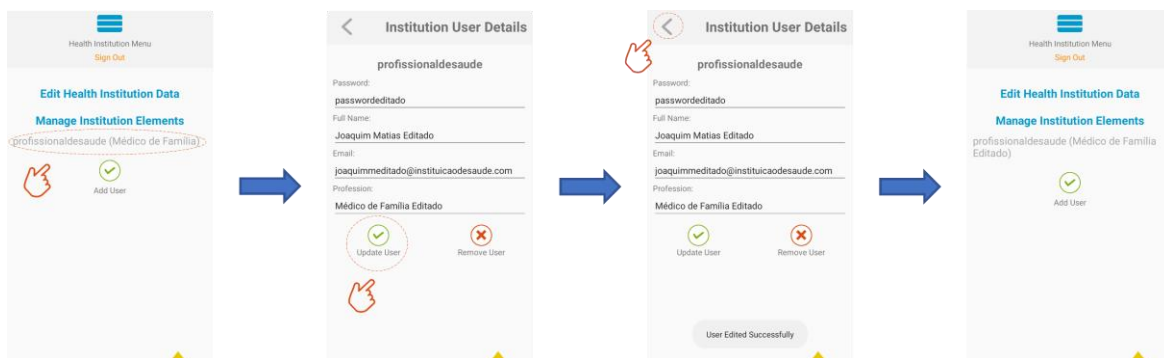 Health Institution Menu
Sign Out
Edit Health Institution Data
Manage Institution Elements
profissionaldesaude (Médico de Família)
Add User
Institution User Details
profissionaldesaude
Password:
passwordeditado
Full Name:
Joaquim Matias Editado
Email:
joaquimmeditado@instituicaodesaude.com
Profession:
Médico de Família Editado
Update User
Remove User
Institution User Details
profissionaldesaude
Password:
passwordeditado
Full Name:
Joaquim Matias Editado
Email:
joaquimmeditado@instituicaodesaude.com
Profession:
Médico de Família Editado
Update User
Remove User
User Edited Successfully
Health Institution Menu
Sign Out
Edit Health Institution Data
Manage Institution Elements
profissionaldesaude (Médico de Família
Editado)
Add User